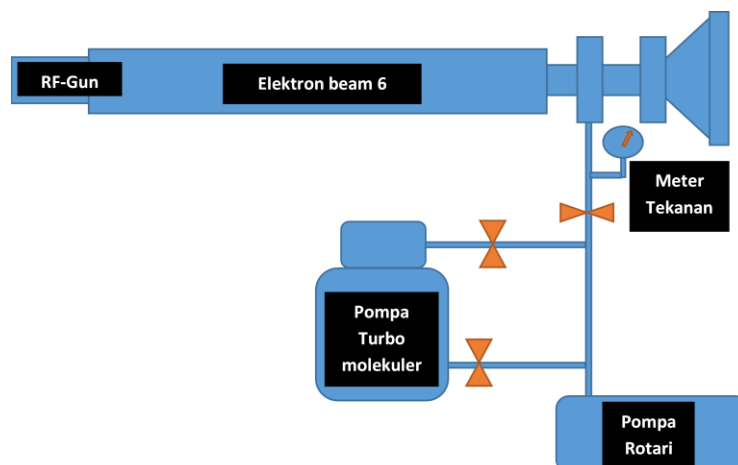 RF-Gun
Elektron beam 6
Meter
Tekanan
Pompa
Turbo
molekuler
Pompa
Rotari